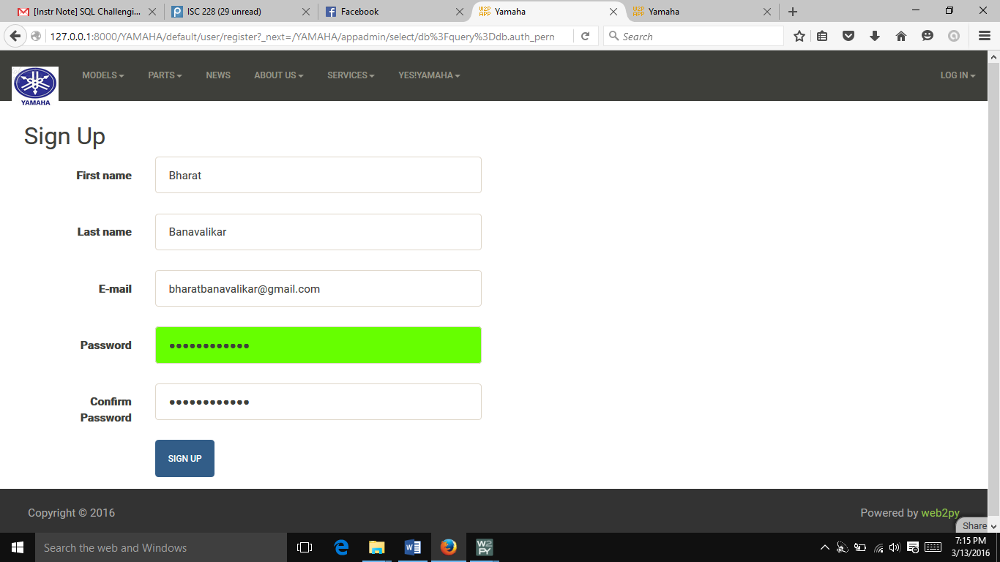 [Instr Note] SQL Challengi...
ISC 228 (29 unread)
Facebook
Yamaha
Yamaha
127.0.0.1:8000/YAMAHA/default/user/register?_next=/YAMAHA/appadmin/select/db%3Fquery%3Ddb.auth_perm
Search
YAMAHA
MODELS
PARTS
NEWS
ABOUT US
SERVICES
YES!YAMAHA
LOG IN
Sign Up
First name
Bharat
Last name
Banavalikar
E-mail
bharatbanavalikar@gmail.com
Password
Confirm
Password
SIGN UP
Copyright © 2016
Powered by web2py
Share
Search the web and Windows
W2
PY
7:15 PM
3/13/2016